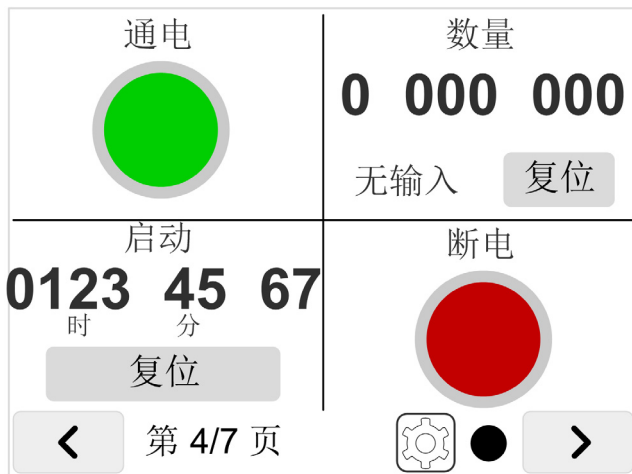 通电
数量
0 000 000
无输入
复位
启动
0123 45 67
时 分
复位
断电
第 4/7 页